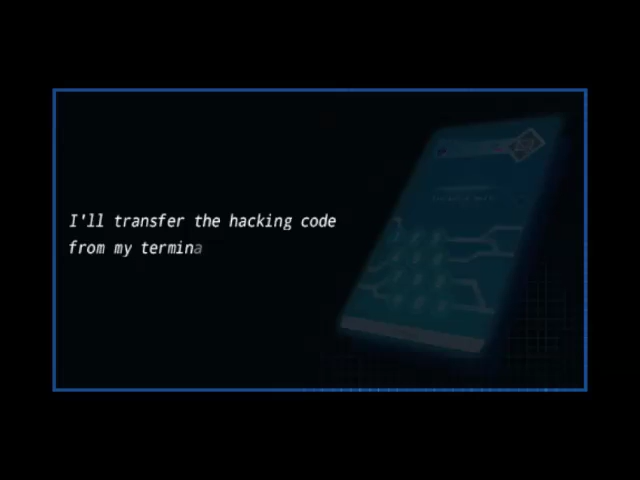 I'll transfer the hacking code
from my termina